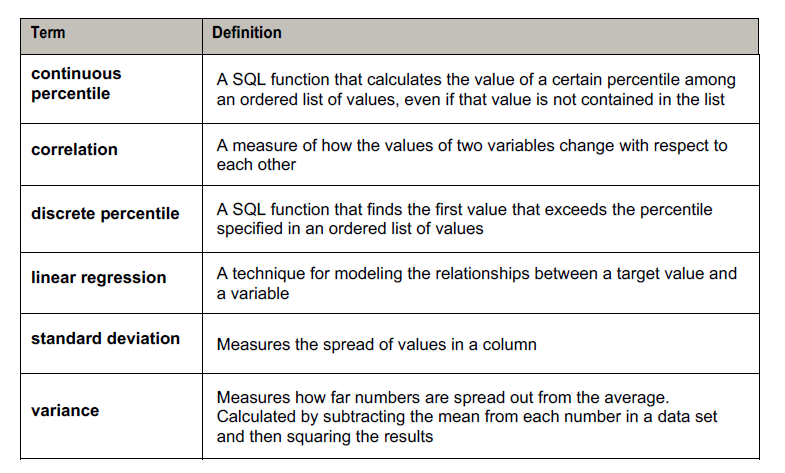 Term Definition
continuous
percentile
A SQL function that calculates the value of a certain percentile among
an ordered list of values, even if that value is not contained in the list
correlation
A measure of how the values of two variables change with respect to
each other
discrete percentile
A SQL function that finds the first value that exceeds the percentile
specified in an ordered list of values
linear regression
A technique for modeling the relationships between a target value and
a variable
standard deviation
Measures the spread of values in a column
variance
Measures how far numbers are spread out from the average.
Calculated by subtracting the mean from each number in a data set
and then squaring the results